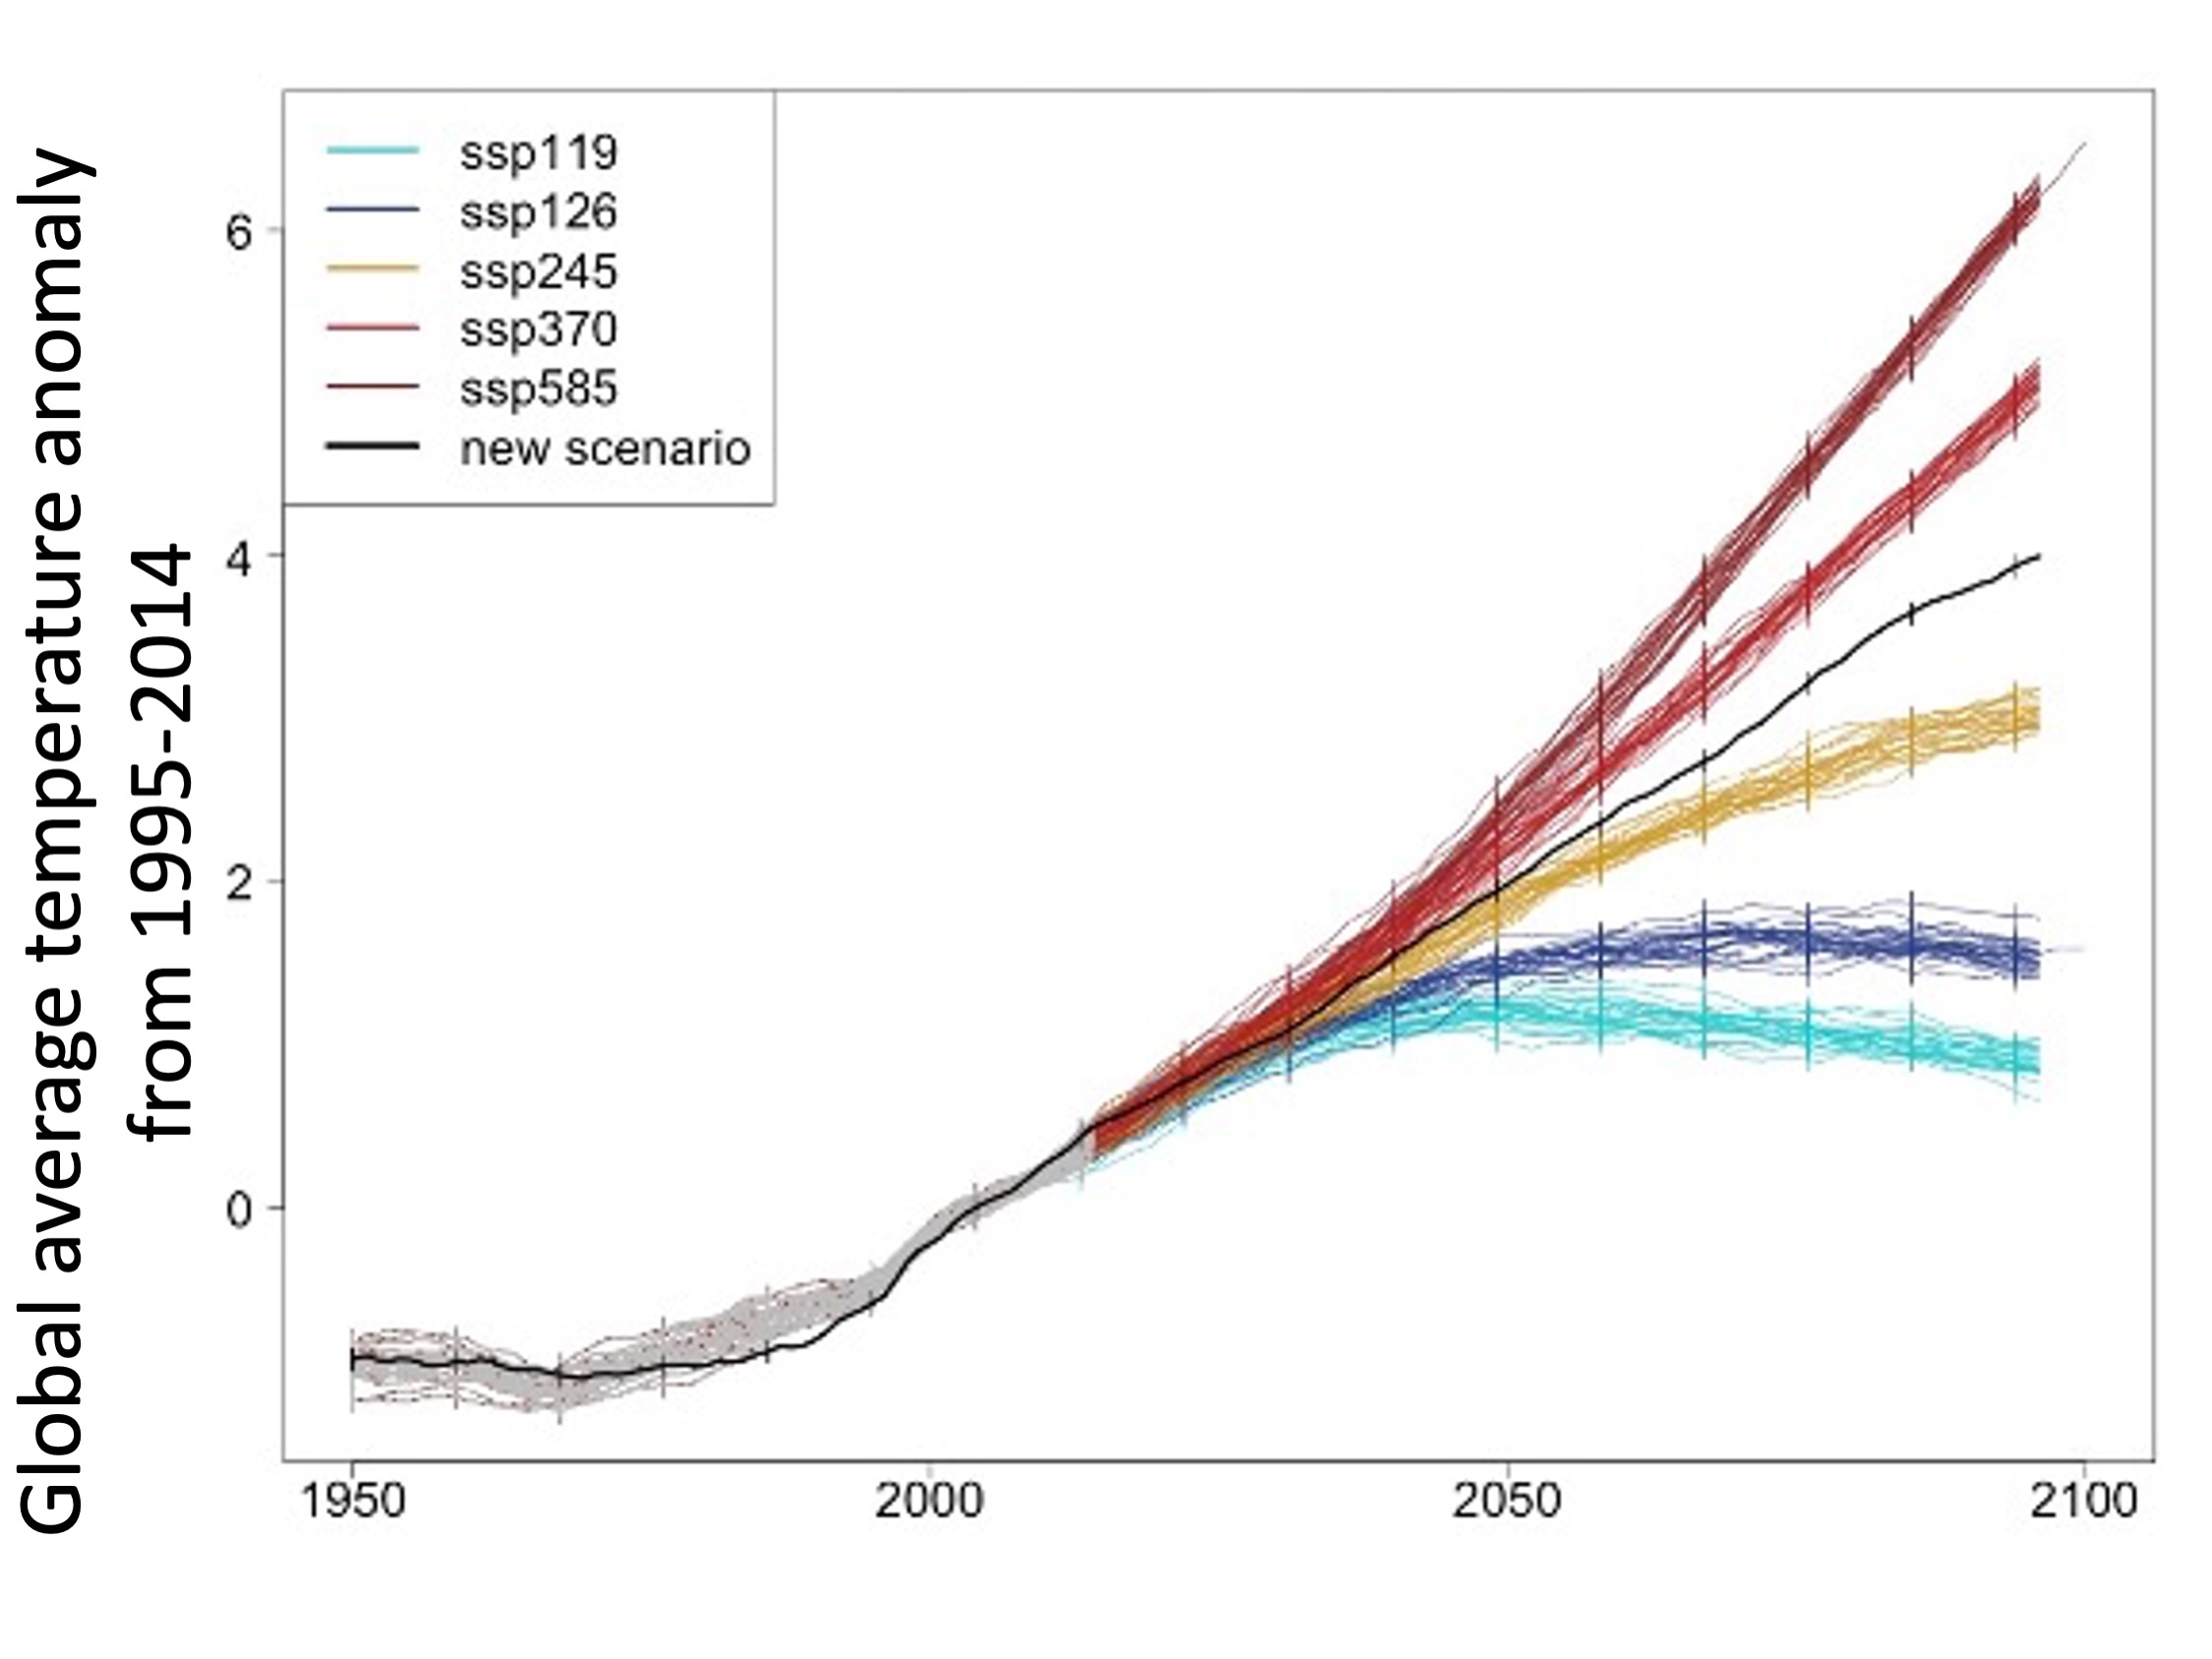 Global average temperature anomaly
from 1995-2014
ssp119
ssp126
ssp245
ssp370
ssp585
new scenario
6
4
2
0
1950 2000 2050 2100